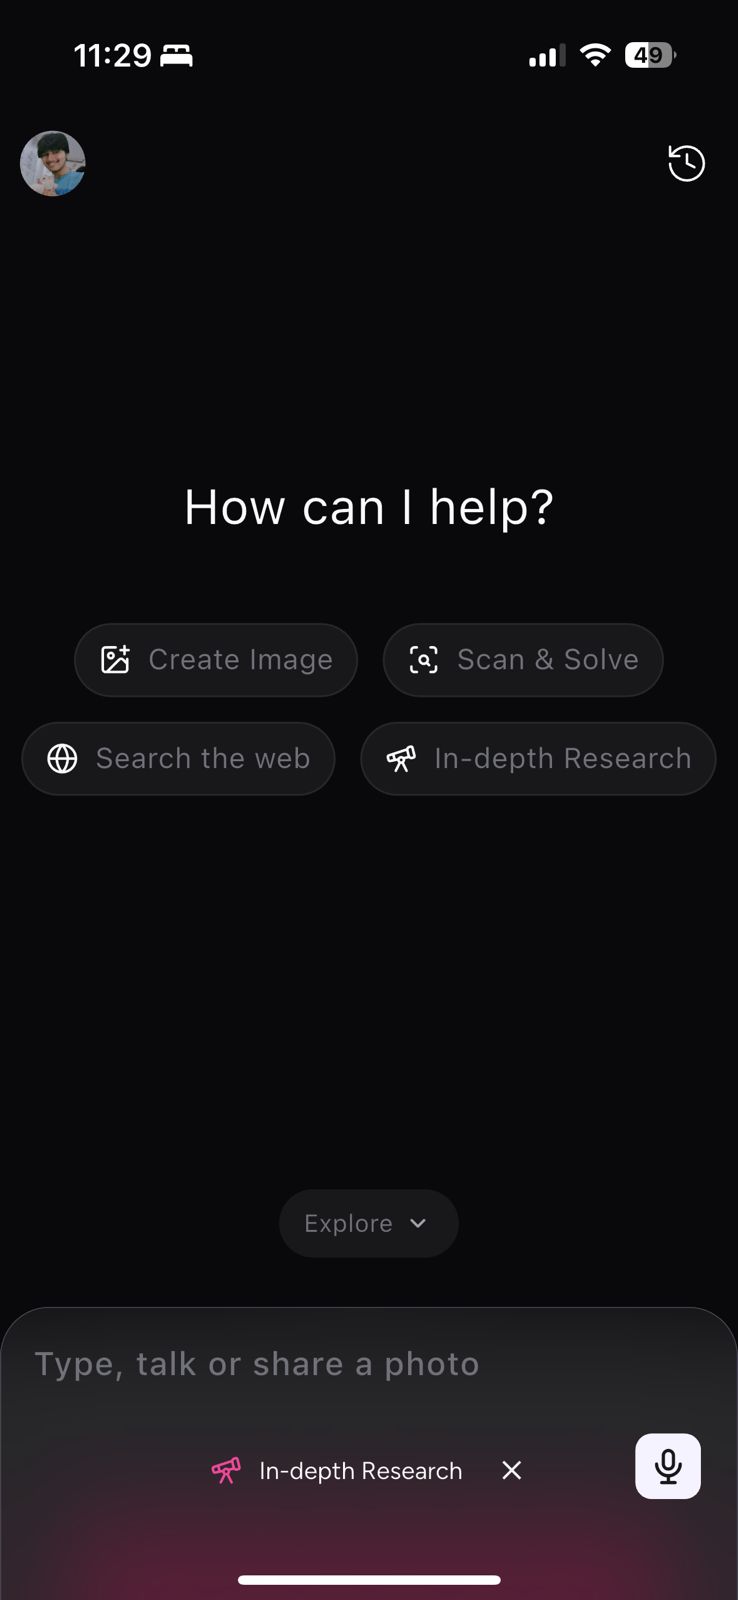 11:29
49
How can I help?
Create Image
Scan & Solve
Search the web
In-depth Research
Explore
Type, talk or share a photo
In-depth Research